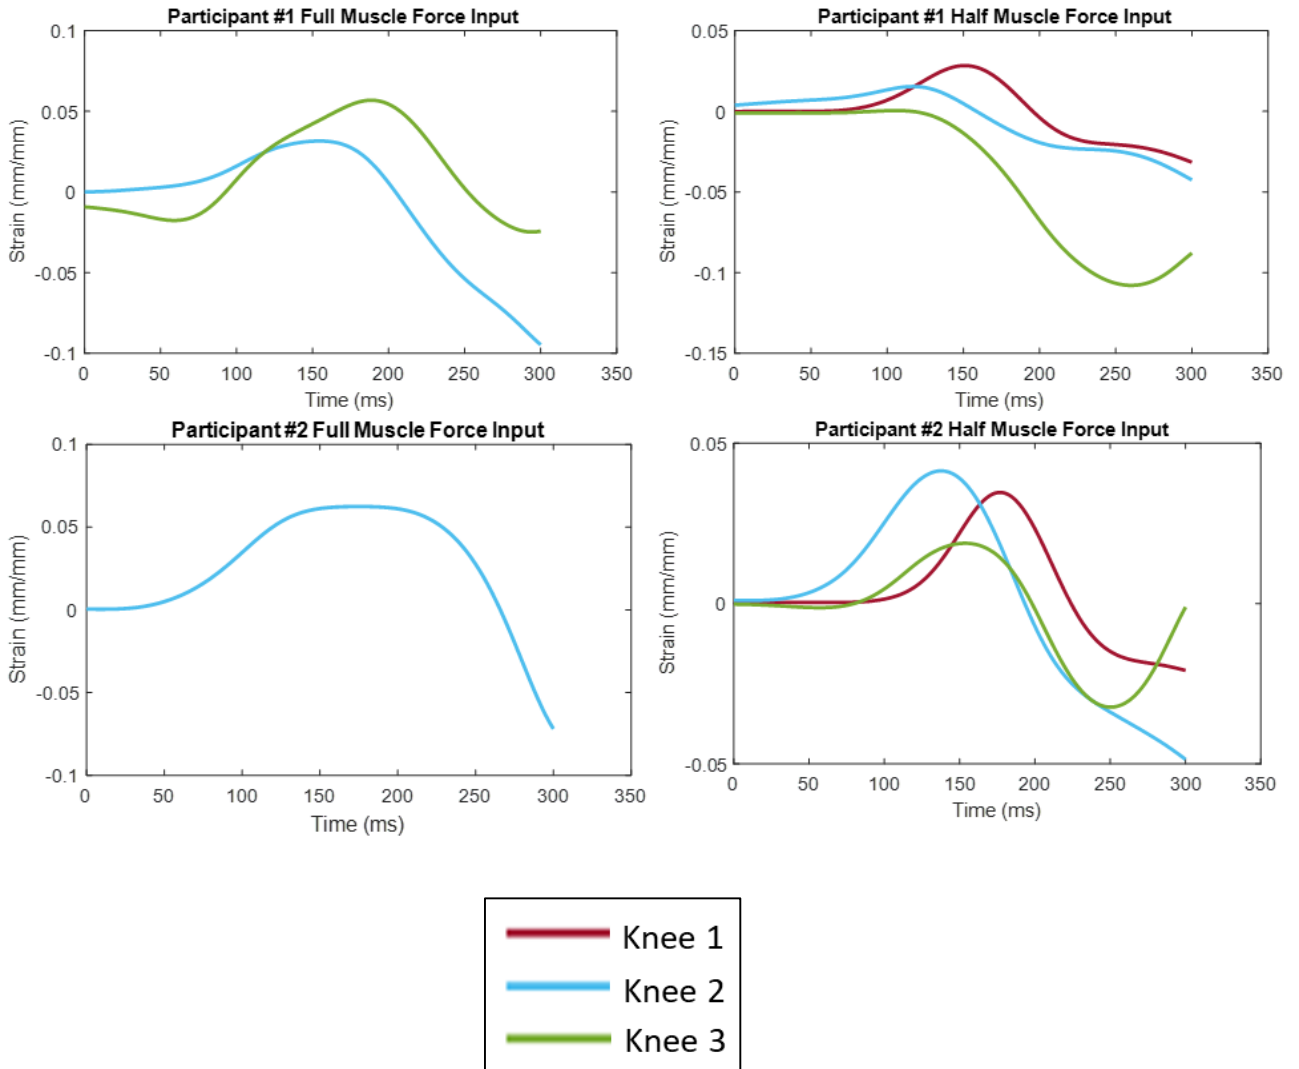 Participant #1 Full Muscle Force Input
0.1
0.05
0
-0.05
-0.1
Strain (mm/mm)
0 50 100 150 200 250 300 350
Time (ms)
Participant #1 Half Muscle Force Input
0.05
0
-0.05
-0.1
-0.15
Strain (mm/mm)
0 50 100 150 200 250 300 350
Time (ms)
Participant #2 Full Muscle Force Input
0.1
0.05
0
-0.05
-0.1
Strain (mm/mm)
0 50 100 150 200 250 300 350
Time (ms)
Participant #2 Half Muscle Force Input
0.05
0
-0.05
Strain (mm/mm)
0 50 100 150 200 250 300 350
Time (ms)
Knee 1
Knee 2
Knee 3